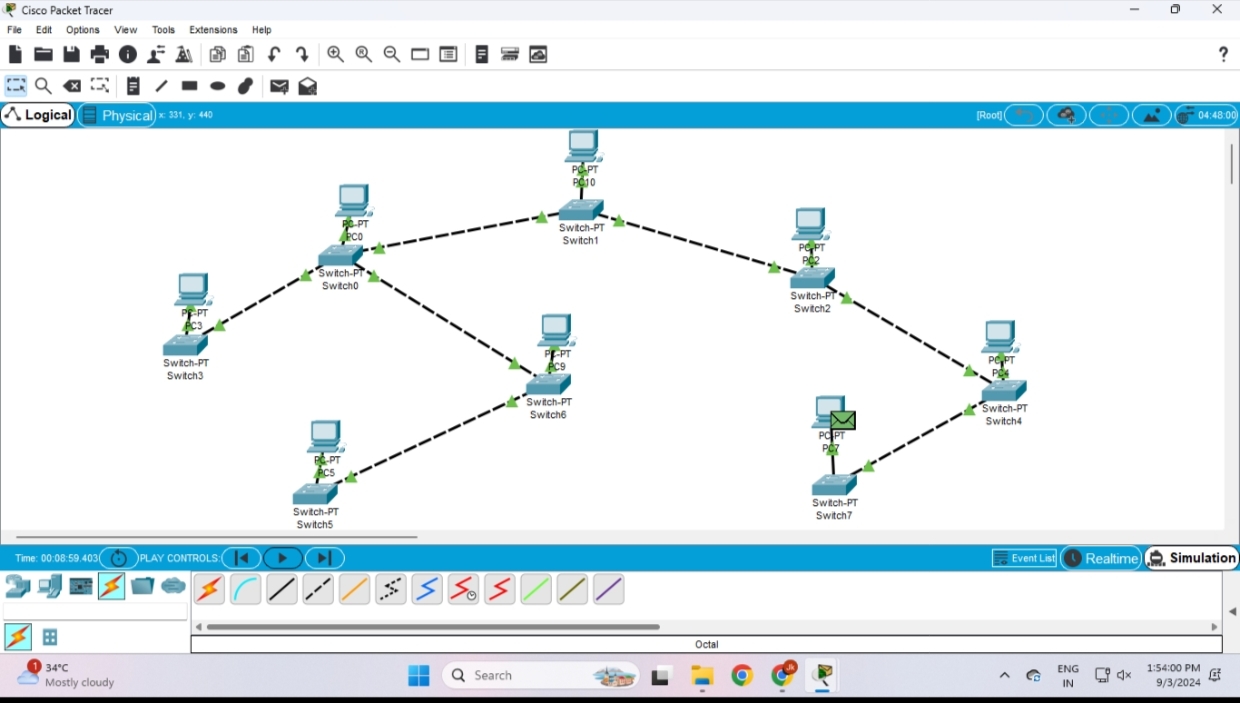 Cisco Packet Tracer
File Edit Options View Tools Extensions Help
?
Logical Physical x: 331, y: 440 [Root] 04:48:00
PC-PT
PC10
Switch-PT
Switch1
PC-PT
PC0
Switch-PT
Switch0
PC-PT
PC2
Switch-PT
Switch2
PC-PT
PC3
Switch-PT
Switch3
PC-PT
PC9
Switch-PT
Switch6
PC-PT
PC4
Switch-PT
Switch4
PC-PT
PC5
Switch-PT
Switch5
PC-PT
PC7
Switch-PT
Switch7
Time: 00:08:59.403 PLAY CONTROLS: Event List Realtime Simulation
Octal
1
34°C
Mostly cloudy
Search
Jk
ENG
IN
1:54:00 PM
9/3/2024